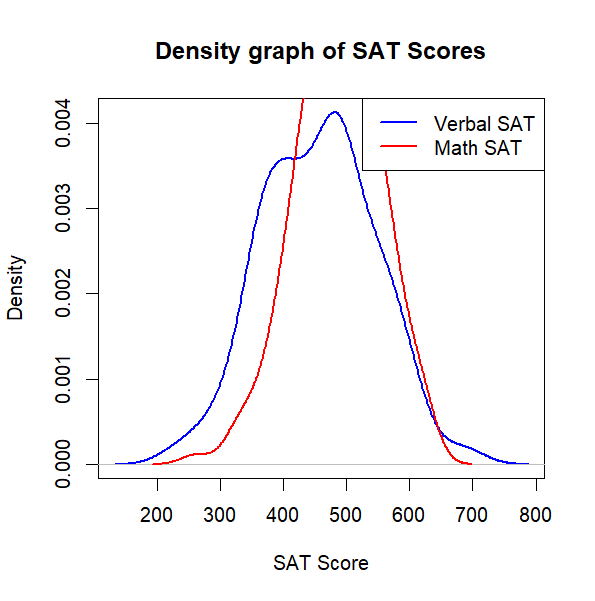 Density graph of SAT Scores
Verbal SAT
Math SAT
0.004
0.003
0.002
0.001
0.000
Density
200 300 400 500 600 700 800
SAT Score